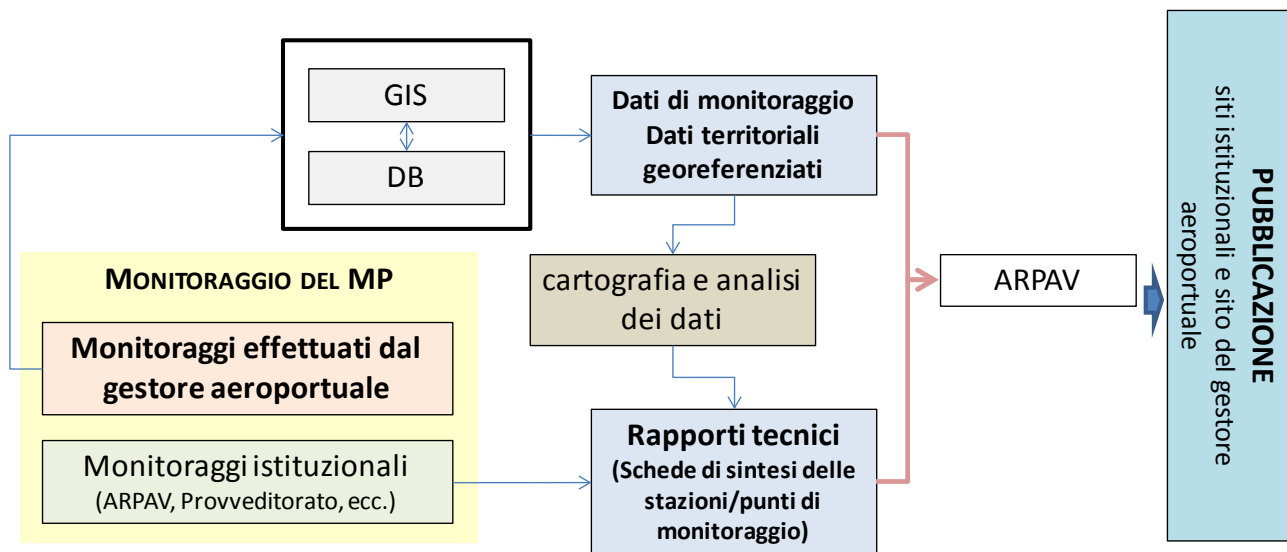 GIS
DB
Dati di monitoraggio
Dati territoriali
georeferenziati
MONITORAGGIO DEL MP
Monitoraggi effettuati dal
gestore aeroportuale
Monitoraggi istituzionali
(ARPAV, Provveditorato, ecc.)
cartografia e analisi
dei dati
Rapporti tecnici
(Schede di sintesi delle
stazioni/punti di
monitoraggio)
ARPAV
PUBBLICAZIONE
siti istituzionali e sito del gestore
aeroportuale